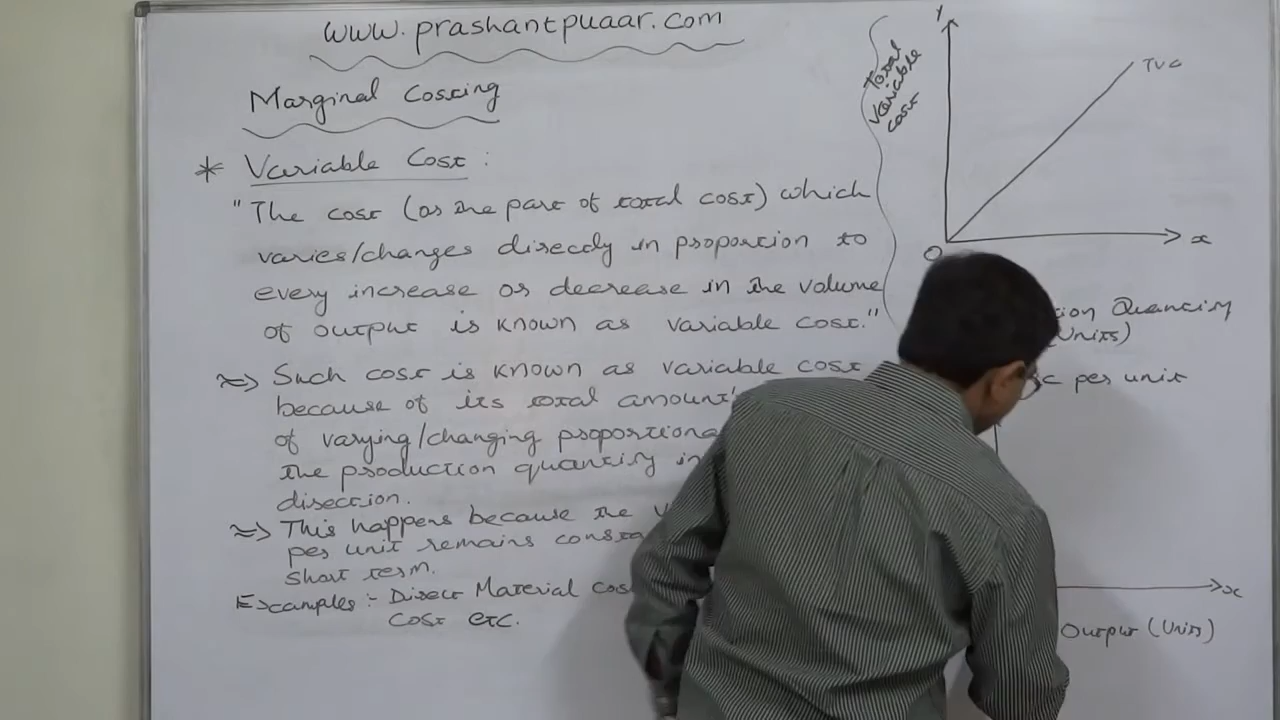 www.prashantpuaar.com
Marginal Costing
* Variable Cost :
"The cost (as the part of total cost) which
varies/changes directly in proportion to
every increase or decrease in the volume
of output is known as variable cost."
=> Such cost is known as variable cost
because of its total amount's
of varying/changing proportiona
the production quantity in
direction.
=> This happens because the v
per unit remains consta
short term.
Examples :- Direct Material cos
cost etc.
Y
Total
variable
cost
TVC
x
O
tion Quantity
(Units)
C per unit
x
Output (Units)